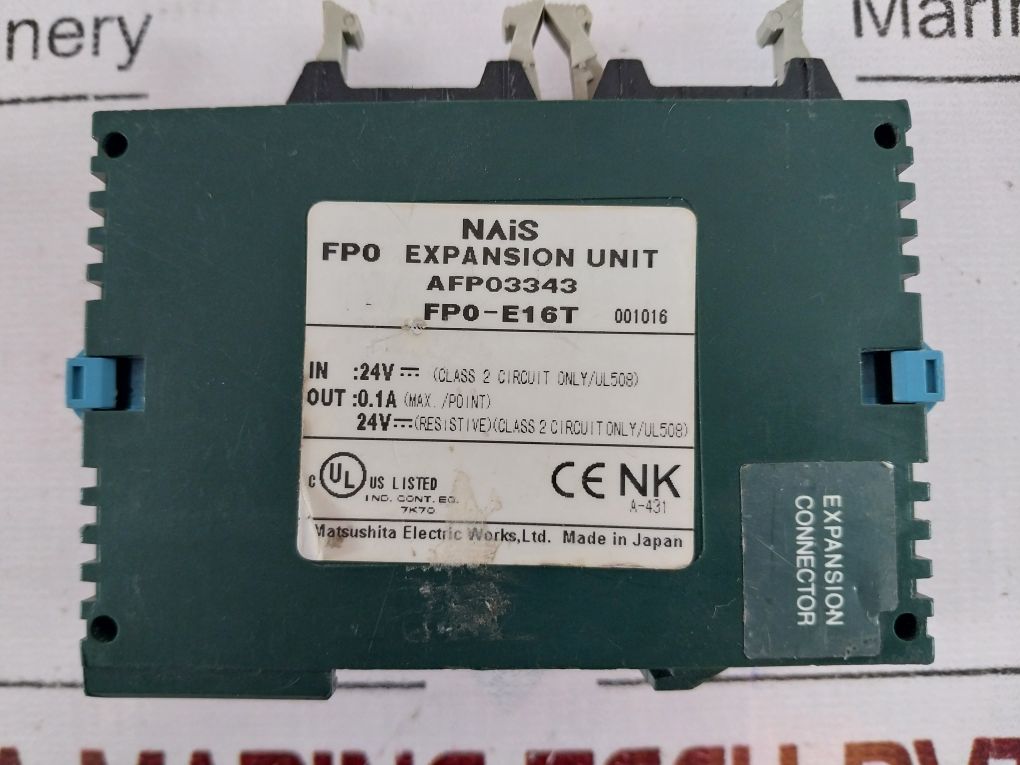 nery
Marin
NAiS
FP0 EXPANSION UNIT
AFP03343
FP0-E16T 001016
IN :24V⎓ (CLASS 2 CIRCUIT ONLY/UL508)
OUT :0.1A (MAX. /POINT)
24V⎓(RESISTIVE)(CLASS 2 CIRCUIT ONLY/UL508)
c UL US LISTED
IND. CONT. EQ.
7K70
CE NK
A-431
Matsushita Electric Works,Ltd. Made in Japan
EXPANSION
CONNECTOR